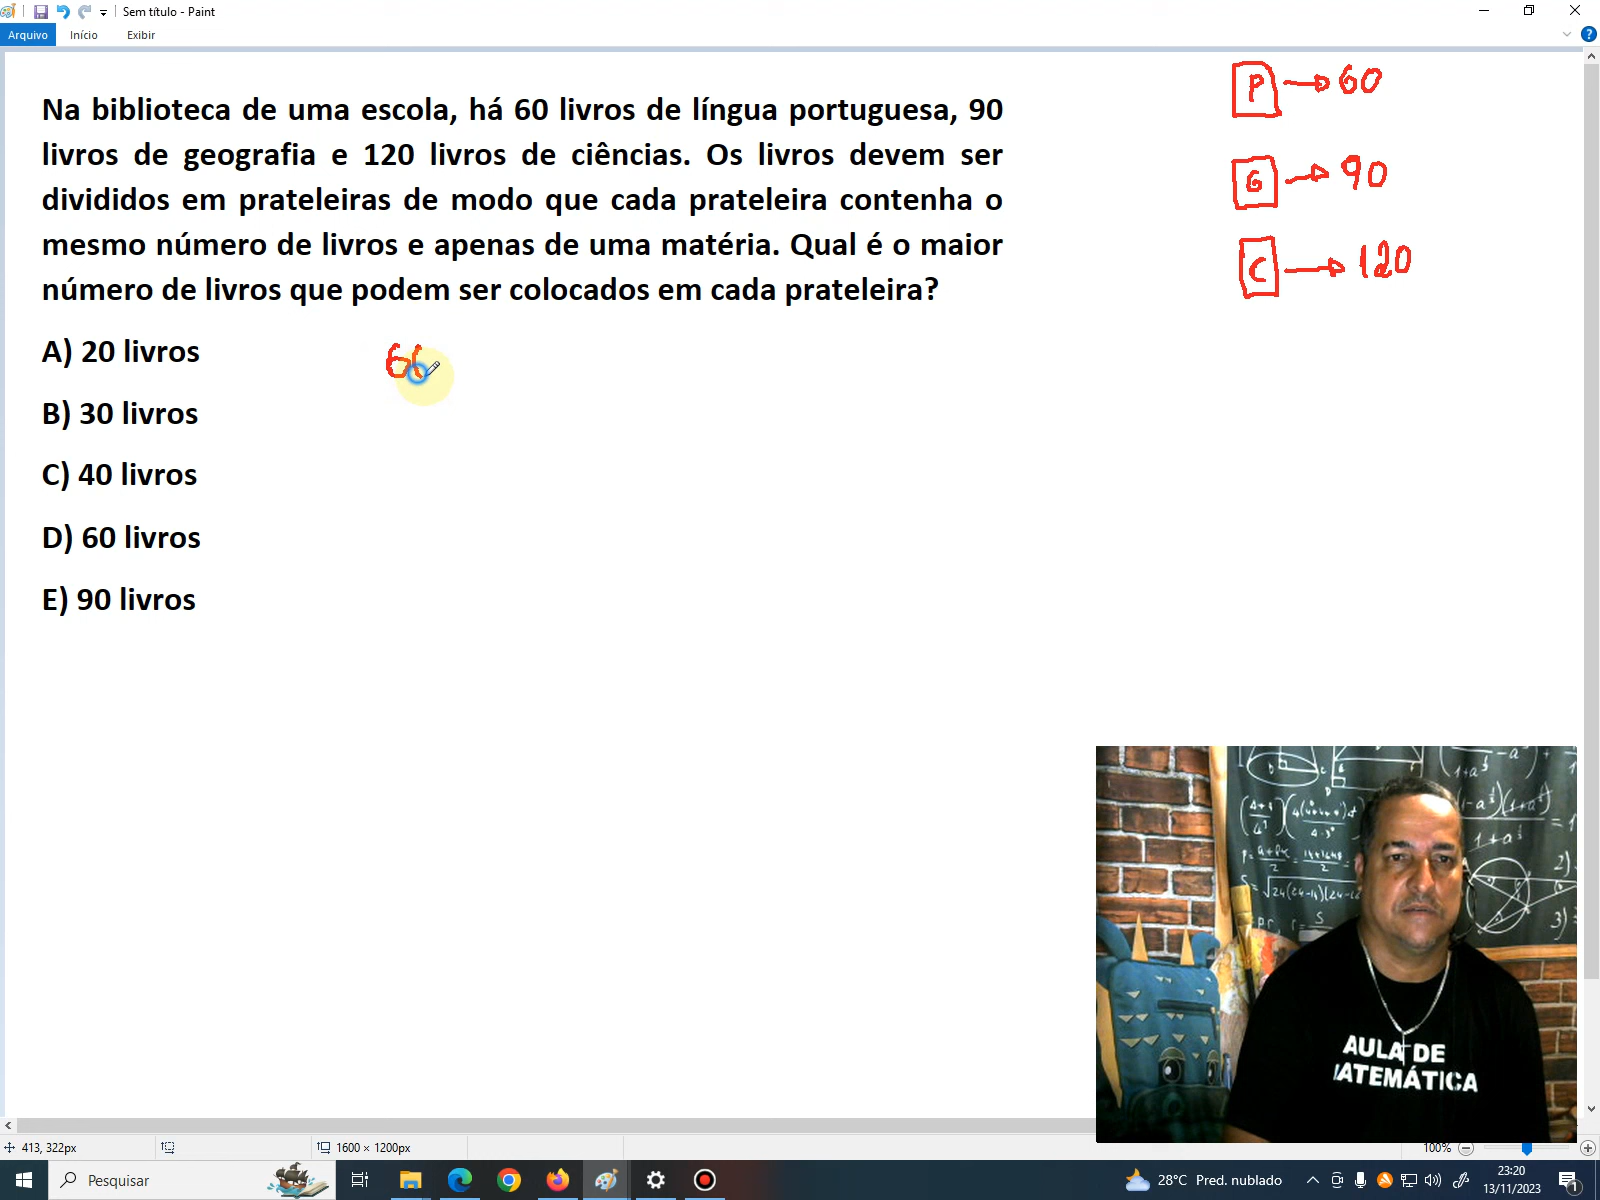 Sem título - Paint
Arquivo Início Exibir
Na biblioteca de uma escola, há 60 livros de língua portuguesa, 90
livros de geografia e 120 livros de ciências. Os livros devem ser
divididos em prateleiras de modo que cada prateleira contenha o
mesmo número de livros e apenas de uma matéria. Qual é o maior
número de livros que podem ser colocados em cada prateleira?
A) 20 livros
B) 30 livros
C) 40 livros
D) 60 livros
E) 90 livros
P → 60
G → 90
C → 120
6
AULA DE
MATEMÁTICA
413, 322px
1600 × 1200px
100%
Pesquisar
28°C Pred. nublado
23:20
13/11/2023
1